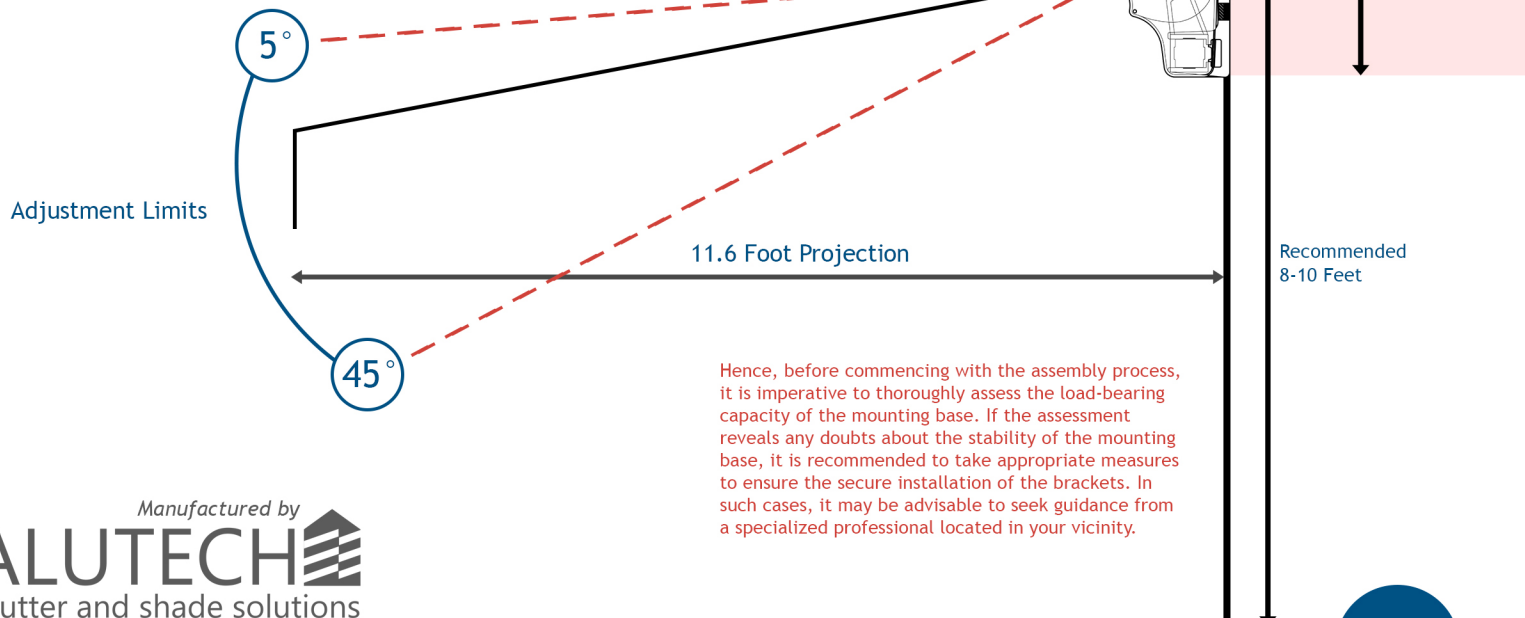 5°
Adjustment Limits
11.6 Foot Projection
Recommended
8-10 Feet
45°
Hence, before commencing with the assembly process,
it is imperative to thoroughly assess the load-bearing
capacity of the mounting base. If the assessment
reveals any doubts about the stability of the mounting
base, it is recommended to take appropriate measures
to ensure the secure installation of the brackets. In
such cases, it may be advisable to seek guidance from
a specialized professional located in your vicinity.
Manufactured by
ALUTECH
utter and shade solutions